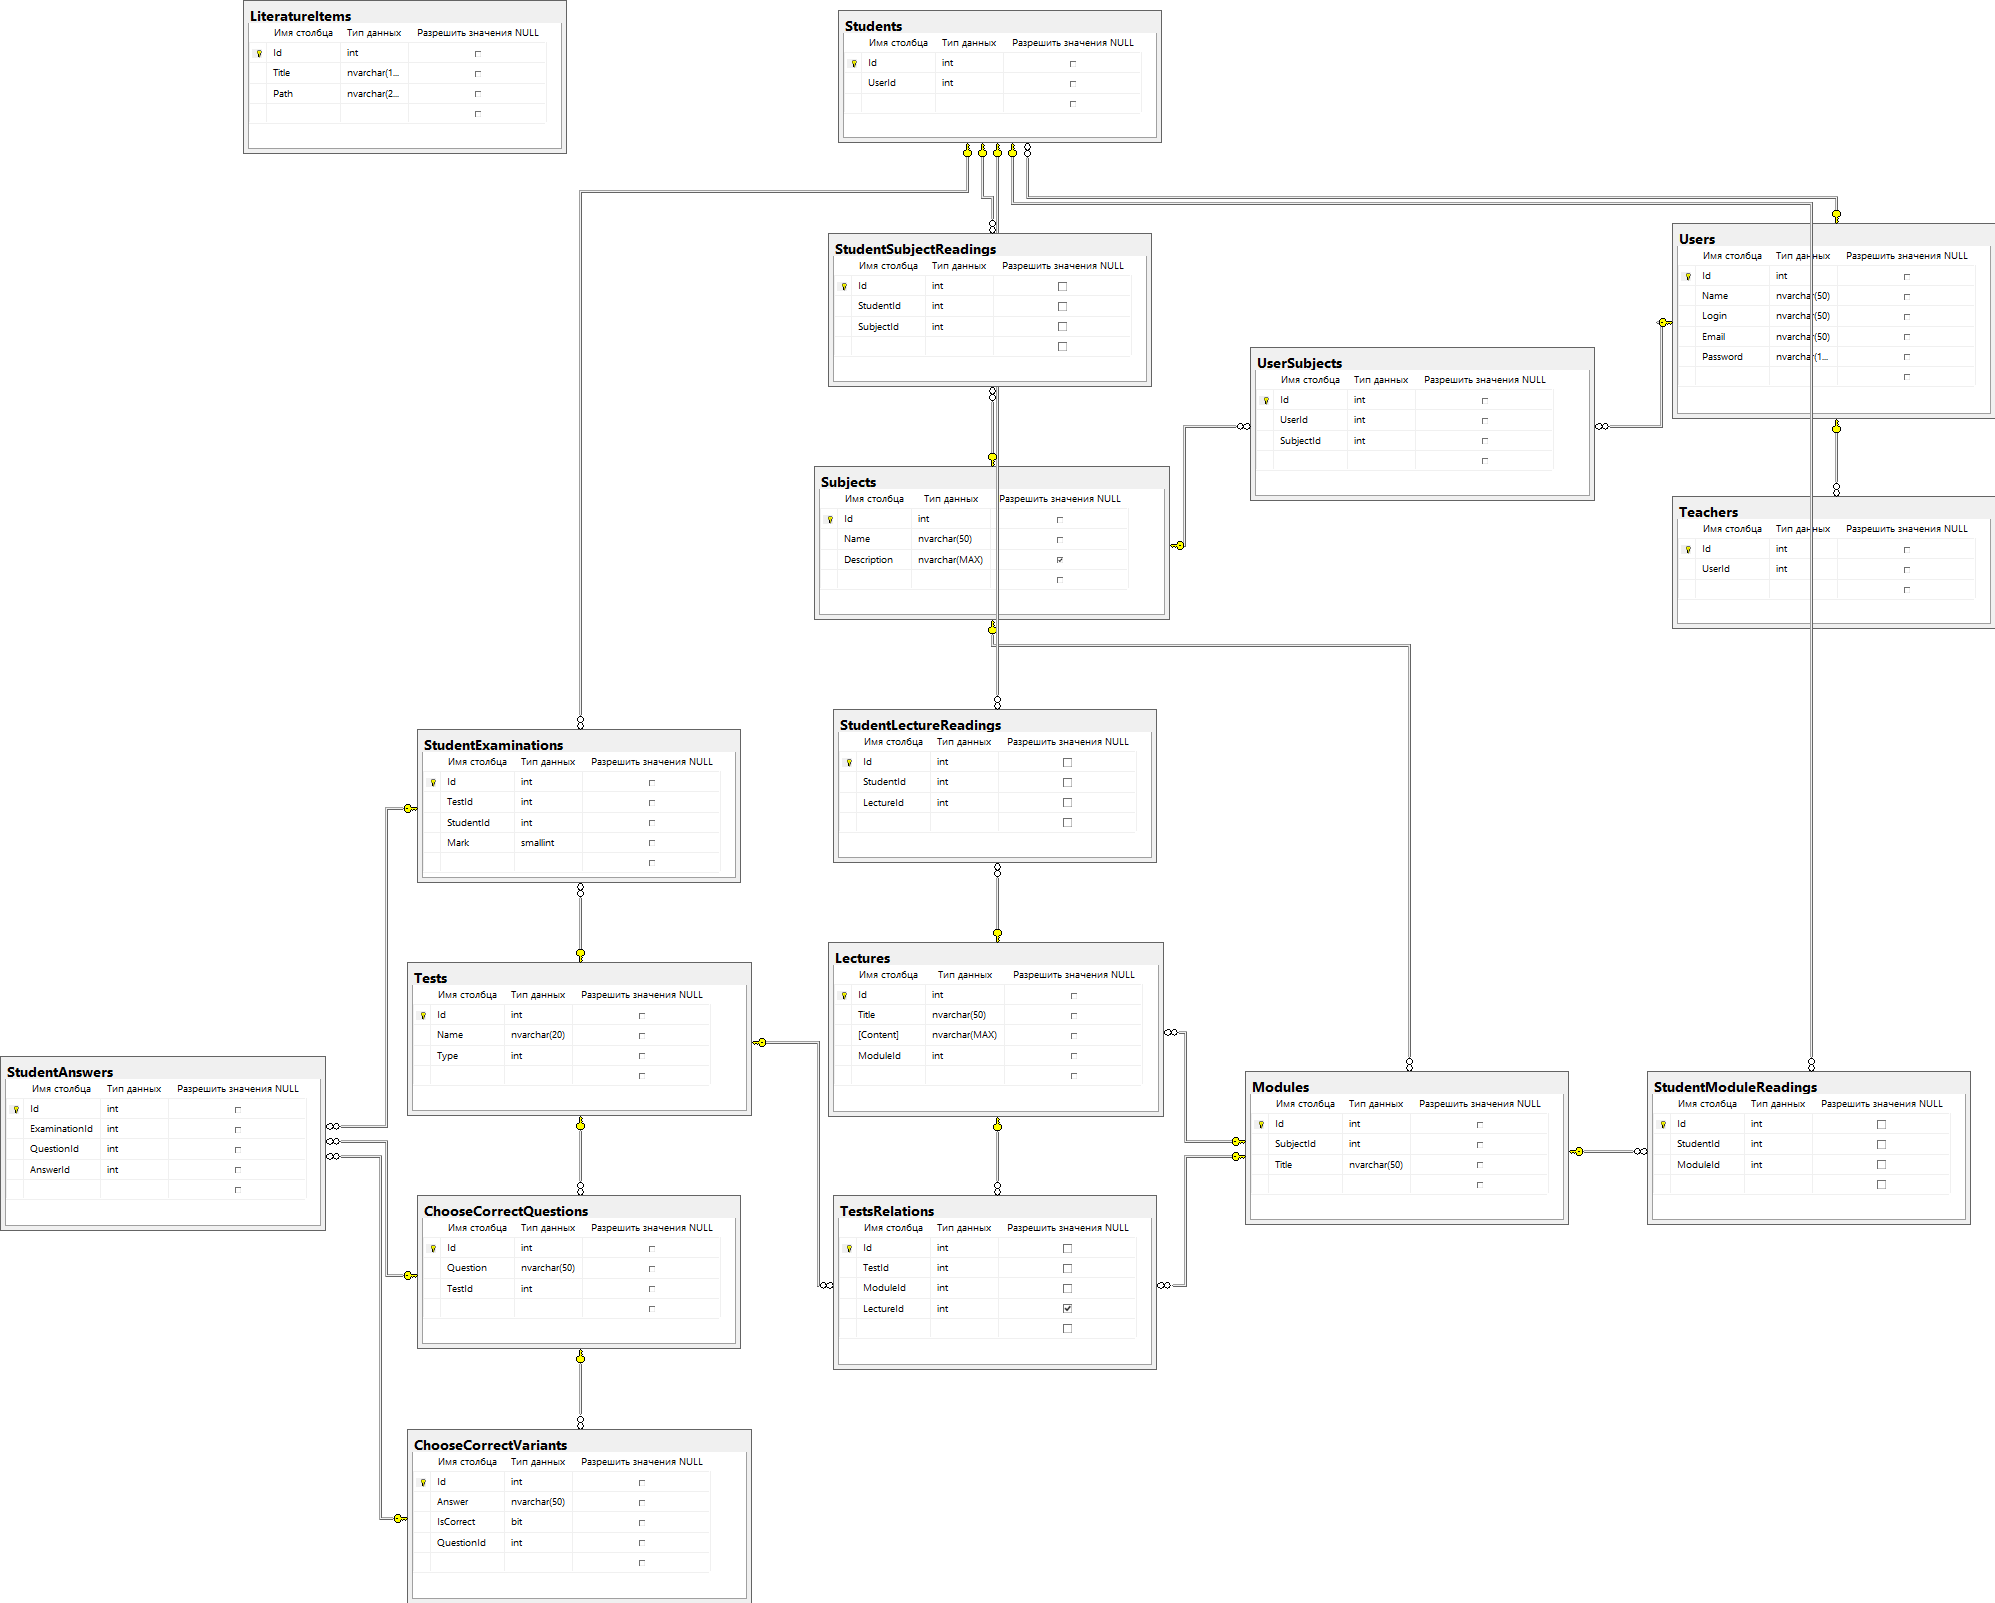 LiteratureItems
Имя столбца Тип данных Разрешить значения NULL
Id int
Title nvarchar(1...
Path nvarchar(2...
Students
Имя столбца Тип данных Разрешить значения NULL
Id int
UserId int
StudentSubjectReadings
Имя столбца Тип данных Разрешить значения NULL
Id int
StudentId int
SubjectId int
Users
Имя столбца Тип данных Разрешить значения NULL
Id int
Name nvarchar(50)
Login nvarchar(50)
Email nvarchar(50)
Password nvarchar(1...
UserSubjects
Имя столбца Тип данных Разрешить значения NULL
Id int
UserId int
SubjectId int
Subjects
Имя столбца Тип данных Разрешить значения NULL
Id int
Name nvarchar(50)
Description nvarchar(MAX)
Teachers
Имя столбца Тип данных Разрешить значения NULL
Id int
UserId int
StudentLectureReadings
Имя столбца Тип данных Разрешить значения NULL
Id int
StudentId int
LectureId int
StudentExaminations
Имя столбца Тип данных Разрешить значения NULL
Id int
TestId int
StudentId int
Mark smallint
Tests
Имя столбца Тип данных Разрешить значения NULL
Id int
Name nvarchar(20)
Type int
Lectures
Имя столбца Тип данных Разрешить значения NULL
Id int
Title nvarchar(50)
[Content] nvarchar(MAX)
ModuleId int
StudentAnswers
Имя столбца Тип данных Разрешить значения NULL
Id int
ExaminationId int
QuestionId int
AnswerId int
Modules
Имя столбца Тип данных Разрешить значения NULL
Id int
SubjectId int
Title nvarchar(50)
StudentModuleReadings
Имя столбца Тип данных Разрешить значения NULL
Id int
StudentId int
ModuleId int
ChooseCorrectQuestions
Имя столбца Тип данных Разрешить значения NULL
Id int
Question nvarchar(50)
TestId int
TestsRelations
Имя столбца Тип данных Разрешить значения NULL
Id int
TestId int
ModuleId int
LectureId int
ChooseCorrectVariants
Имя столбца Тип данных Разрешить значения NULL
Id int
Answer nvarchar(50)
IsCorrect bit
QuestionId int